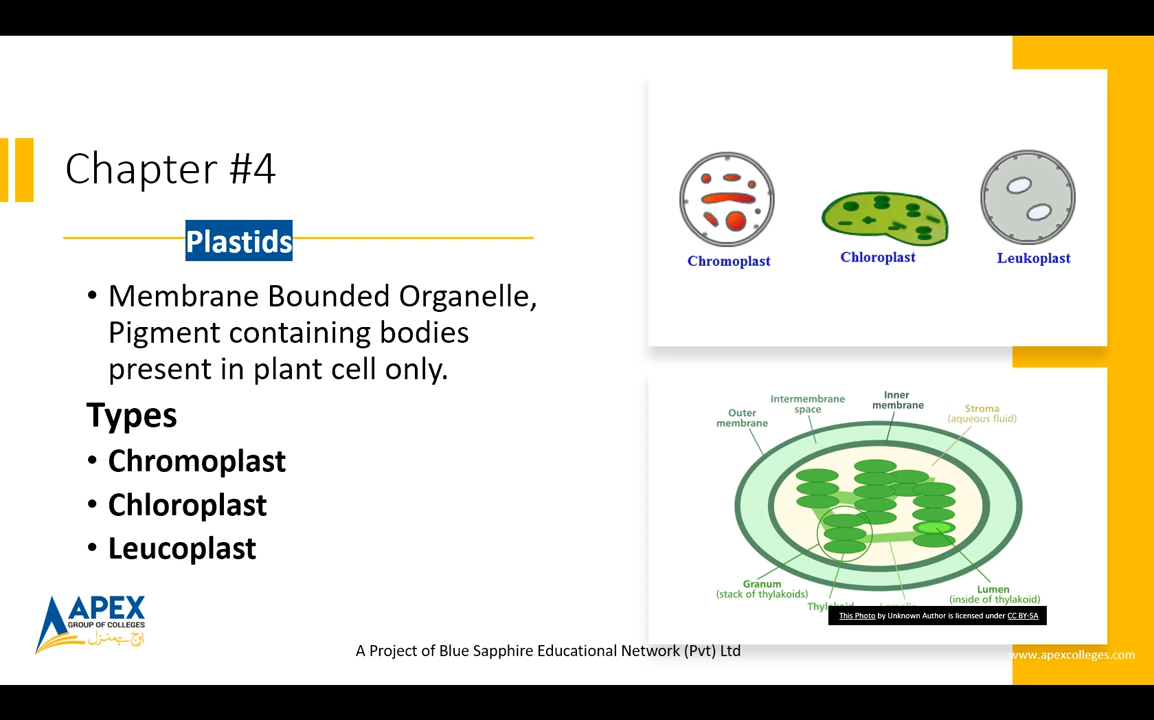 Chapter #4
Plastids
• Membrane Bounded Organelle,
Pigment containing bodies
present in plant cell only.
Types
• Chromoplast
• Chloroplast
• Leucoplast
Chromoplast
Chloroplast
Leukoplast
Outer
membrane
Intermembrane
space
Inner
membrane
Stroma
(aqueous fluid)
Granum
(stack of thylakoids)
Lumen
(inside of thylakoid)
This Photo by Unknown Author is licensed under CC BY-SA
APEX
GROUP OF COLLEGES
A Project of Blue Sapphire Educational Network (Pvt) Ltd
www.apexcolleges.com